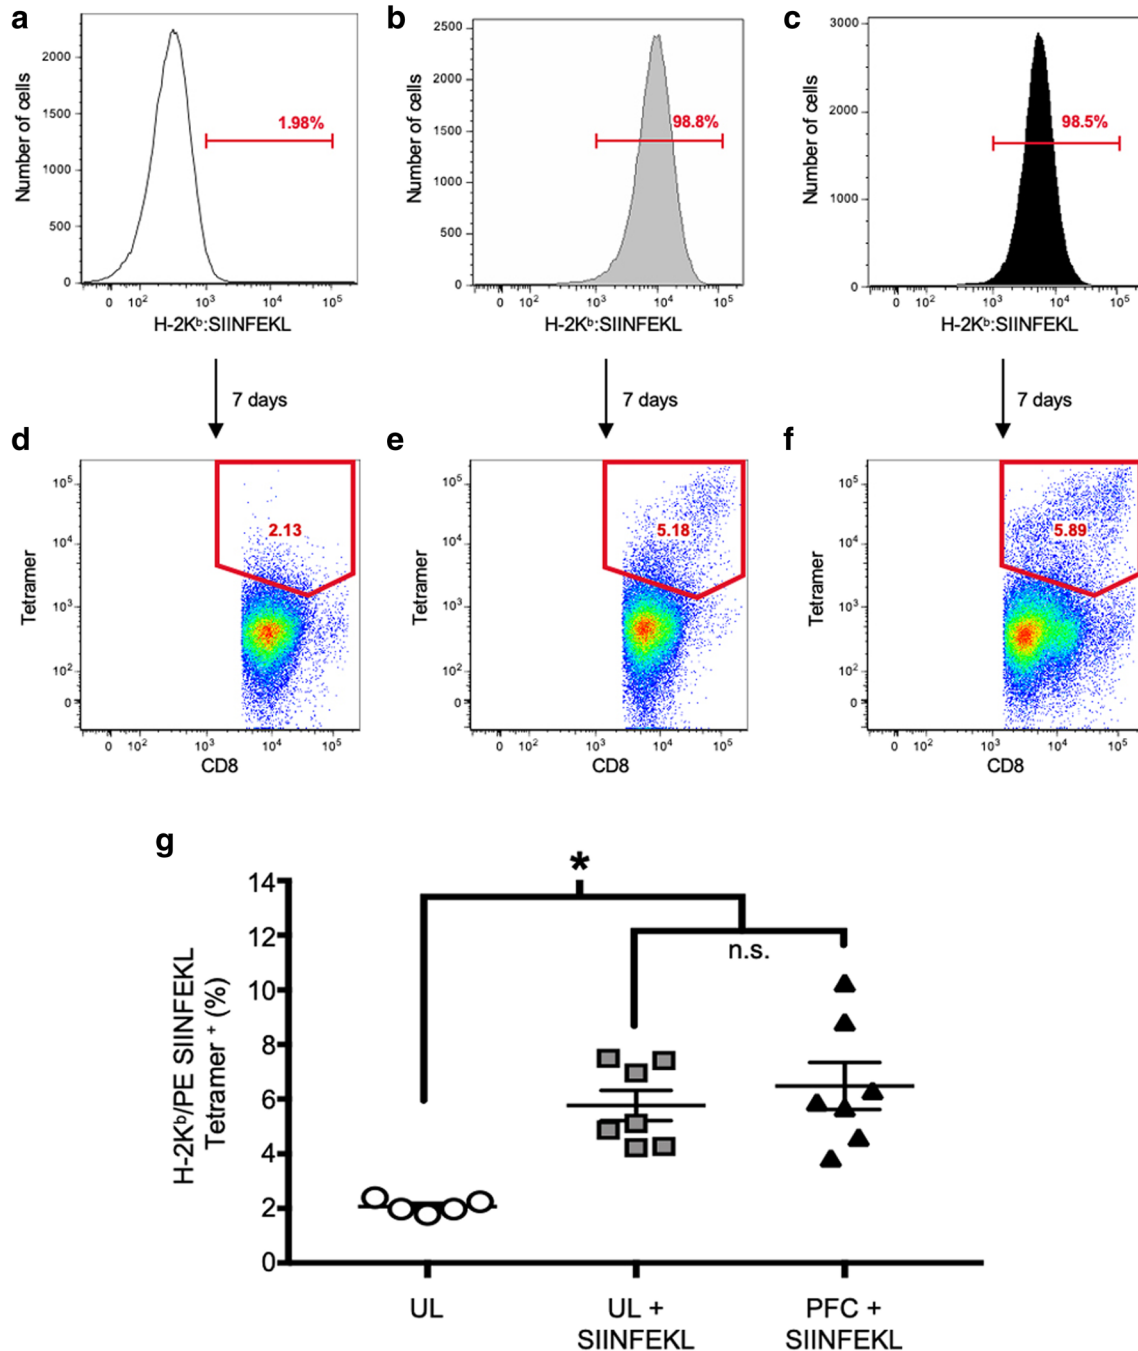 a
2000
1500
1000
500
0
Number of cells
1.98%
0 10² 10³ 10⁴ 10⁵
H-2Kᵇ:SIINFEKL
b
2500
2000
1500
1000
500
0
Number of cells
98.8%
0 10² 10³ 10⁴ 10⁵
H-2Kᵇ:SIINFEKL
c
3000
2000
1000
0
Number of cells
98.5%
0 10² 10³ 10⁴ 10⁵
H-2Kᵇ:SIINFEKL
7 days
7 days
7 days
d
10⁵
10⁴
10³
10²
0
Tetramer
2.13
0 10² 10³ 10⁴ 10⁵
CD8
e
10⁵
10⁴
10³
10²
0
Tetramer
5.18
0 10² 10³ 10⁴ 10⁵
CD8
f
10⁵
10⁴
10³
10²
0
Tetramer
5.89
0 10² 10³ 10⁴ 10⁵
CD8
g
*
n.s.
14
12
10
8
6
4
2
0
H-2Kᵇ/PE SIINFEKL
Tetramer ⁺ (%)
UL
UL +
SIINFEKL
PFC +
SIINFEKL